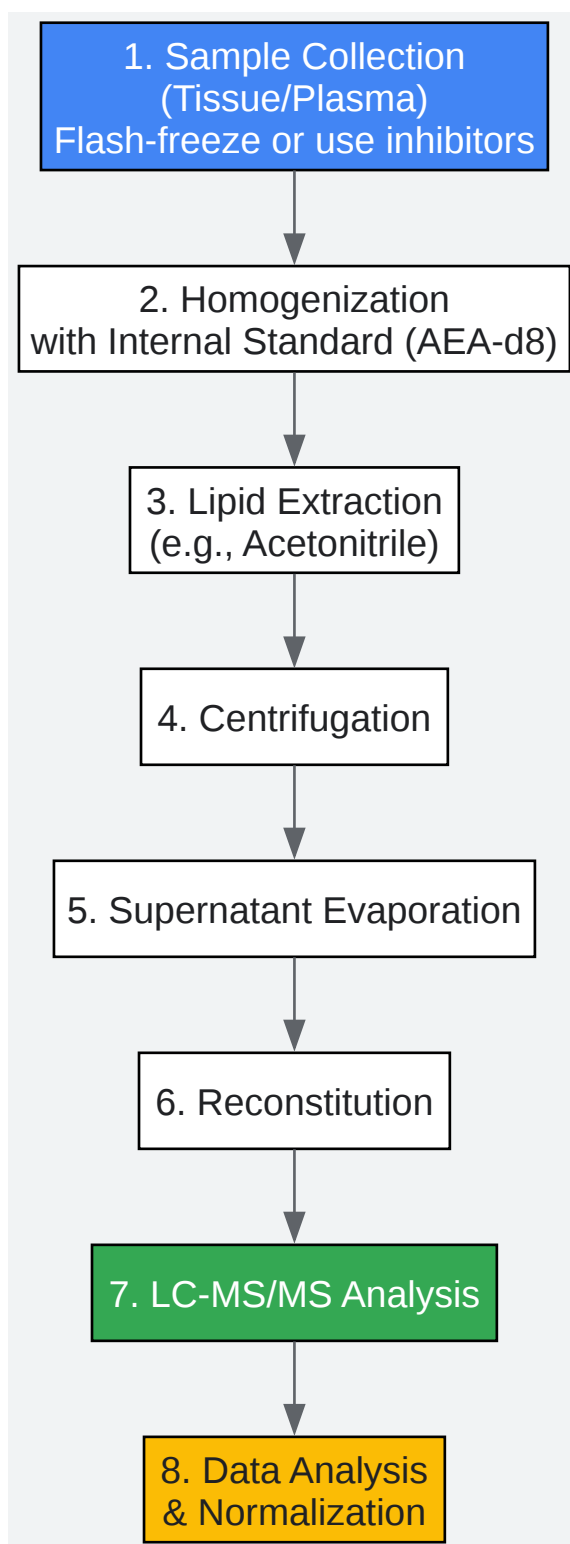 1. Sample Collection
(Tissue/Plasma)
Flash-freeze or use inhibitors
2. Homogenization
with Internal Standard (AEA-d8)
3. Lipid Extraction
(e.g., Acetonitrile)
4. Centrifugation
5. Supernatant Evaporation
6. Reconstitution
7. LC-MS/MS Analysis
8. Data Analysis
& Normalization